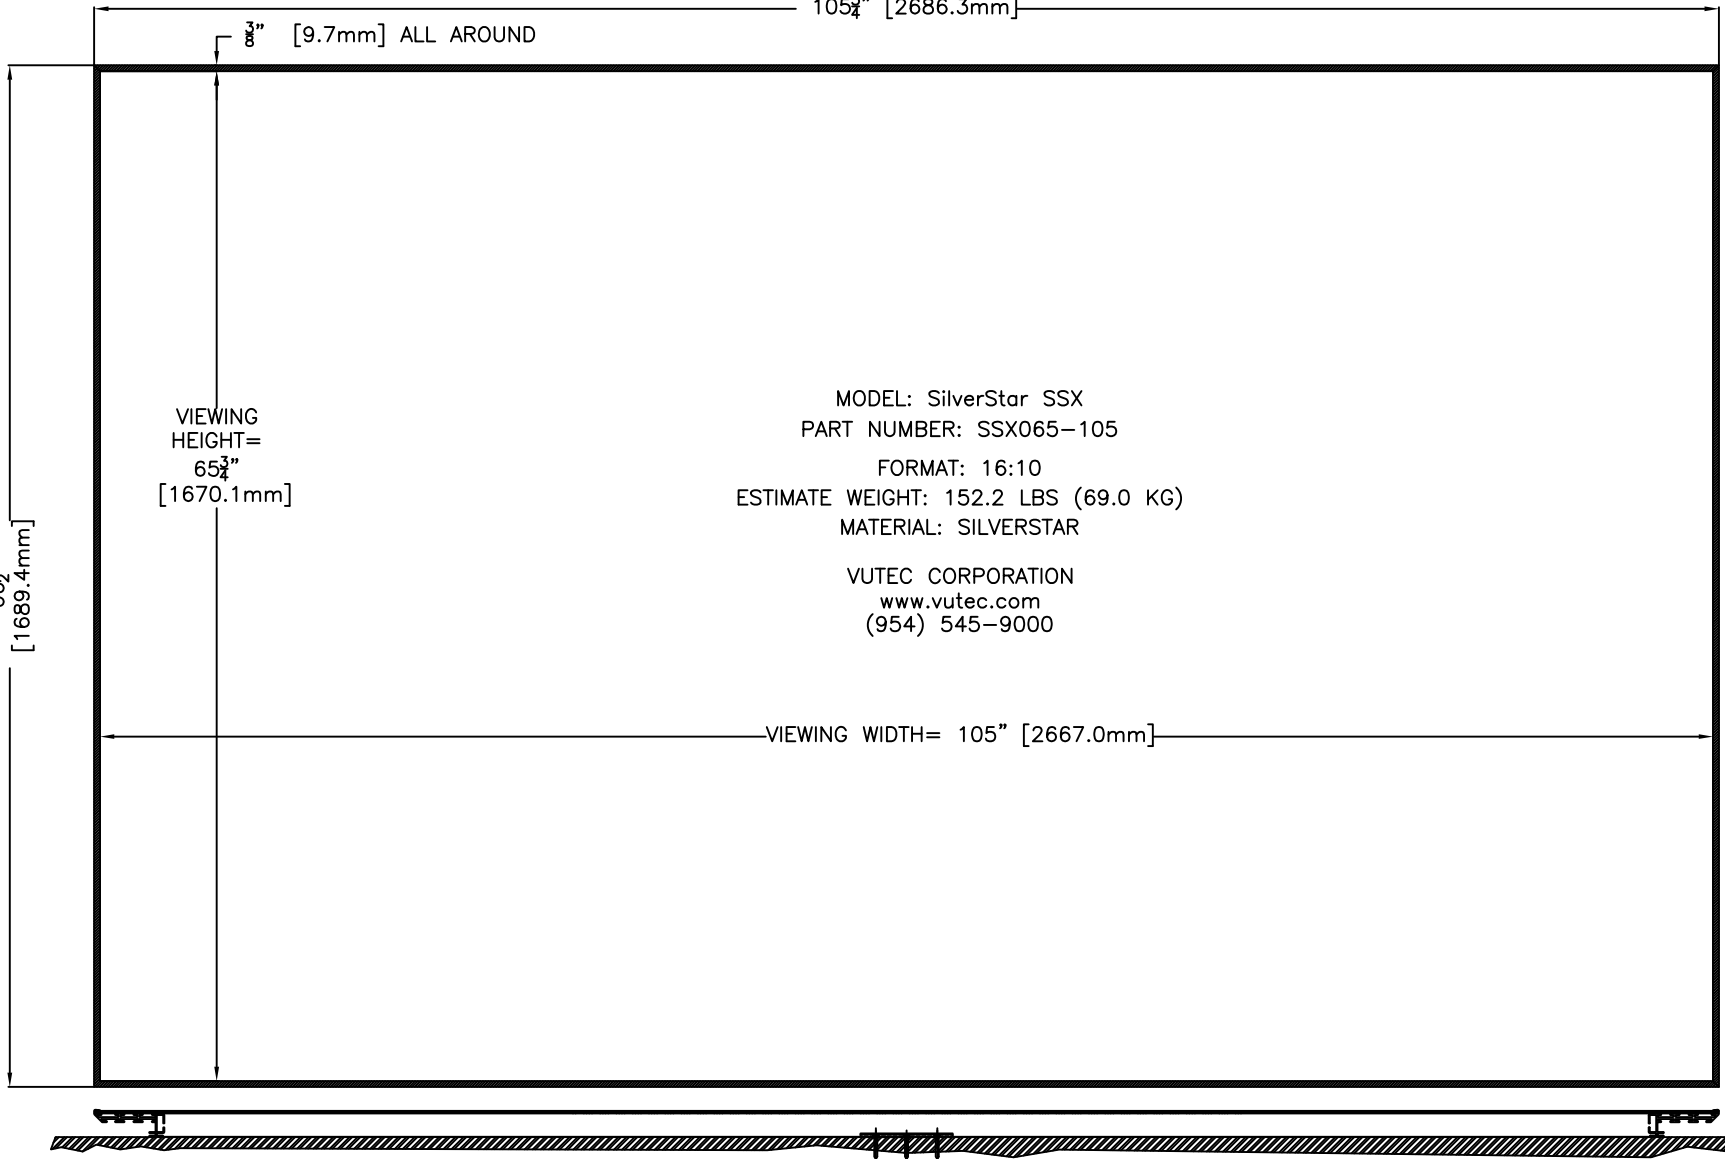 105¾" [2686.3mm]
⅜" [9.7mm] ALL AROUND
VIEWING
HEIGHT=
65¾"
[1670.1mm]
[1689.4mm]
MODEL: SilverStar SSX
PART NUMBER: SSX065-105
FORMAT: 16:10
ESTIMATE WEIGHT: 152.2 LBS (69.0 KG)
MATERIAL: SILVERSTAR
VUTEC CORPORATION
www.vutec.com
(954) 545-9000
VIEWING WIDTH= 105" [2667.0mm]